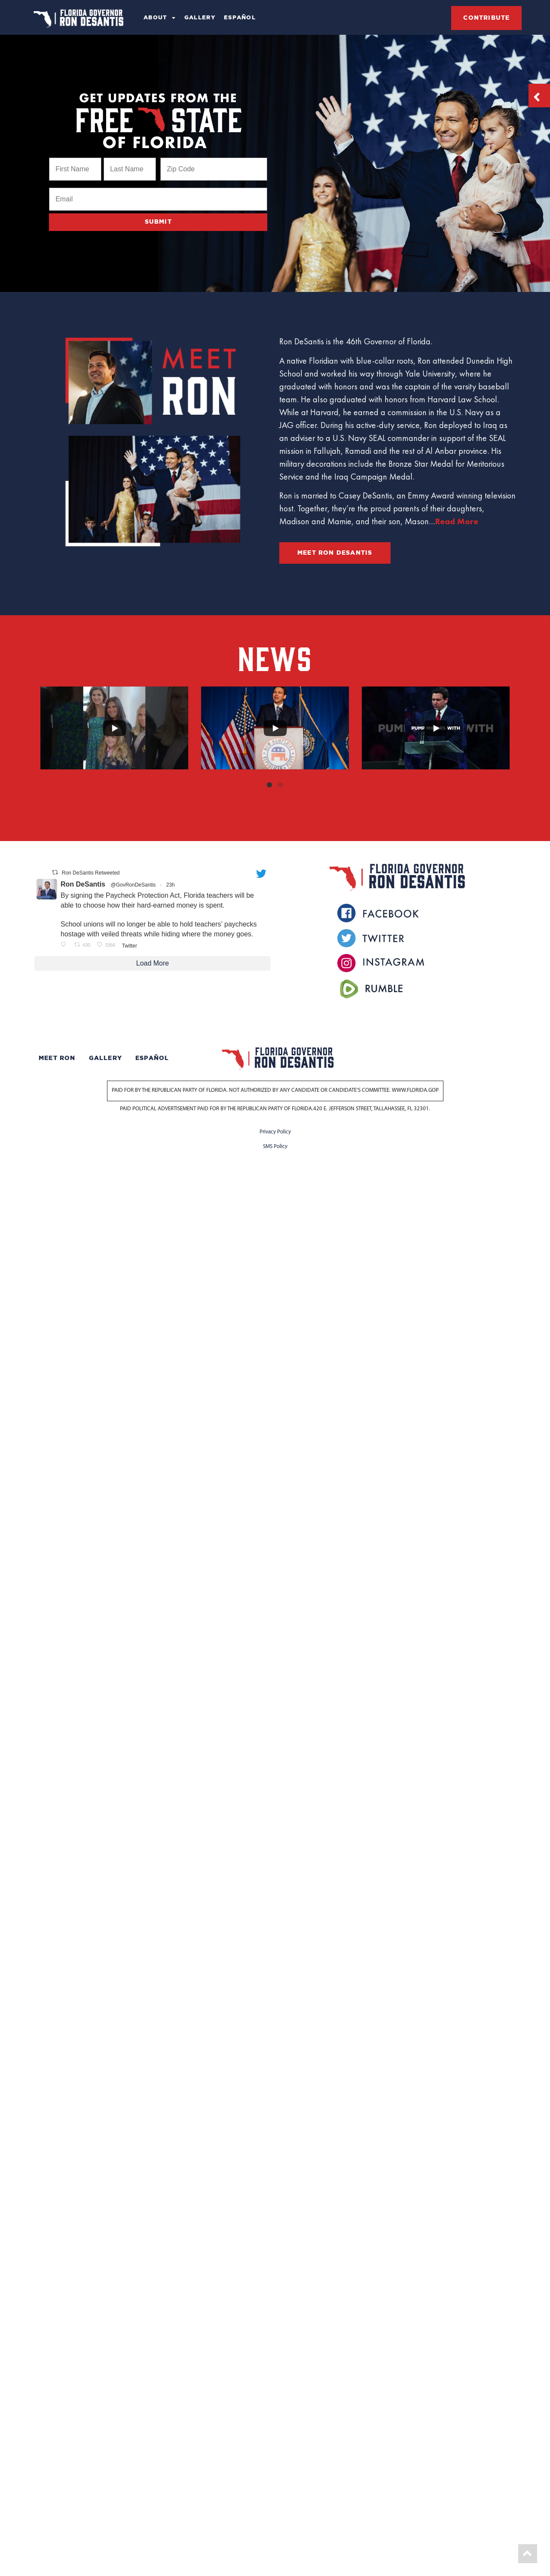 FLORIDA GOVERNOR
RON DESANTIS
ABOUT
GALLERY
ESPAÑOL
CONTRIBUTE
GET UPDATES FROM THE
FREE STATE
OF FLORIDA
First Name
Last Name
Zip Code
Email
SUBMIT
MEET
RON
Ron DeSantis is the 46th Governor of Florida.
A native Floridian with blue-collar roots, Ron attended Dunedin High
School and worked his way through Yale University, where he
graduated with honors and was the captain of the varsity baseball
team. He also graduated with honors from Harvard Law School.
While at Harvard, he earned a commission in the U.S. Navy as a
JAG officer. During his active-duty service, Ron deployed to Iraq as
an adviser to a U.S. Navy SEAL commander in support of the SEAL
mission in Fallujah, Ramadi and the rest of Al Anbar province. His
military decorations include the Bronze Star Medal for Meritorious
Service and the Iraq Campaign Medal.
Ron is married to Casey DeSantis, an Emmy Award winning television
host. Together, they're the proud parents of their daughters,
Madison and Mamie, and their son, Mason...Read More
MEET RON DESANTIS
NEWS
Ron DeSantis Retweeted
Ron DeSantis @GovRonDeSantis · 23h
By signing the Paycheck Protection Act, Florida teachers will be
able to choose how their hard-earned money is spent.
School unions will no longer be able to hold teachers' paychecks
hostage with veiled threats while hiding where the money goes.
Twitter
Load More
FLORIDA GOVERNOR
RON DESANTIS
FACEBOOK
TWITTER
INSTAGRAM
RUMBLE
MEET RON
GALLERY
ESPAÑOL
FLORIDA GOVERNOR
RON DESANTIS
PAID FOR BY THE REPUBLICAN PARTY OF FLORIDA. NOT AUTHORIZED BY ANY CANDIDATE OR CANDIDATE'S COMMITTEE. WWW.FLORIDA.GOP
PAID POLITICAL ADVERTISEMENT PAID FOR BY THE REPUBLICAN PARTY OF FLORIDA.420 E. JEFFERSON STREET, TALLAHASSEE, FL 32301.
Privacy Policy
SMS Policy